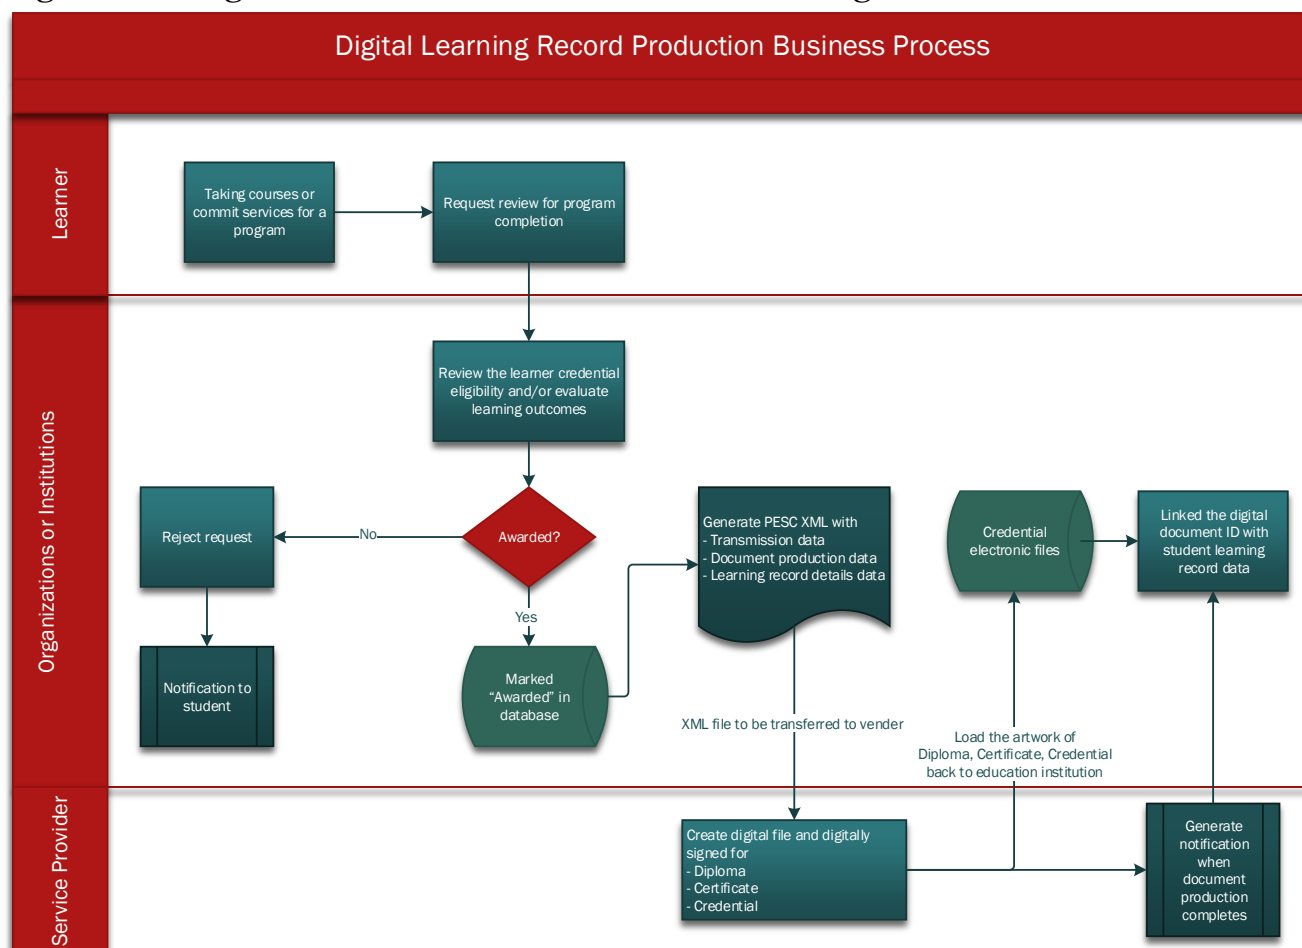 Digital Learning Record Production Business Process
Learner
Taking courses or
commit services for a
program
Request review for program
completion
Organizations or Institutions
Review the learner credential
eligibility and/or evaluate
learning outcomes
Awarded?
No
Reject request
Notification to
student
Yes
Marked
“Awarded” in
database
Generate PESC XML with
- Transmission data
- Document production data
- Learning record details data
XML file to be transferred to vender
Credential
electronic files
Linked the digital
document ID with
student learning
record data
Load the artwork of
Diploma, Certificate, Credential
back to education institution
Service Provider
Create digital file and digitally
signed for
- Diploma
- Certificate
- Credential
Generate
notification
when
document
production
completes